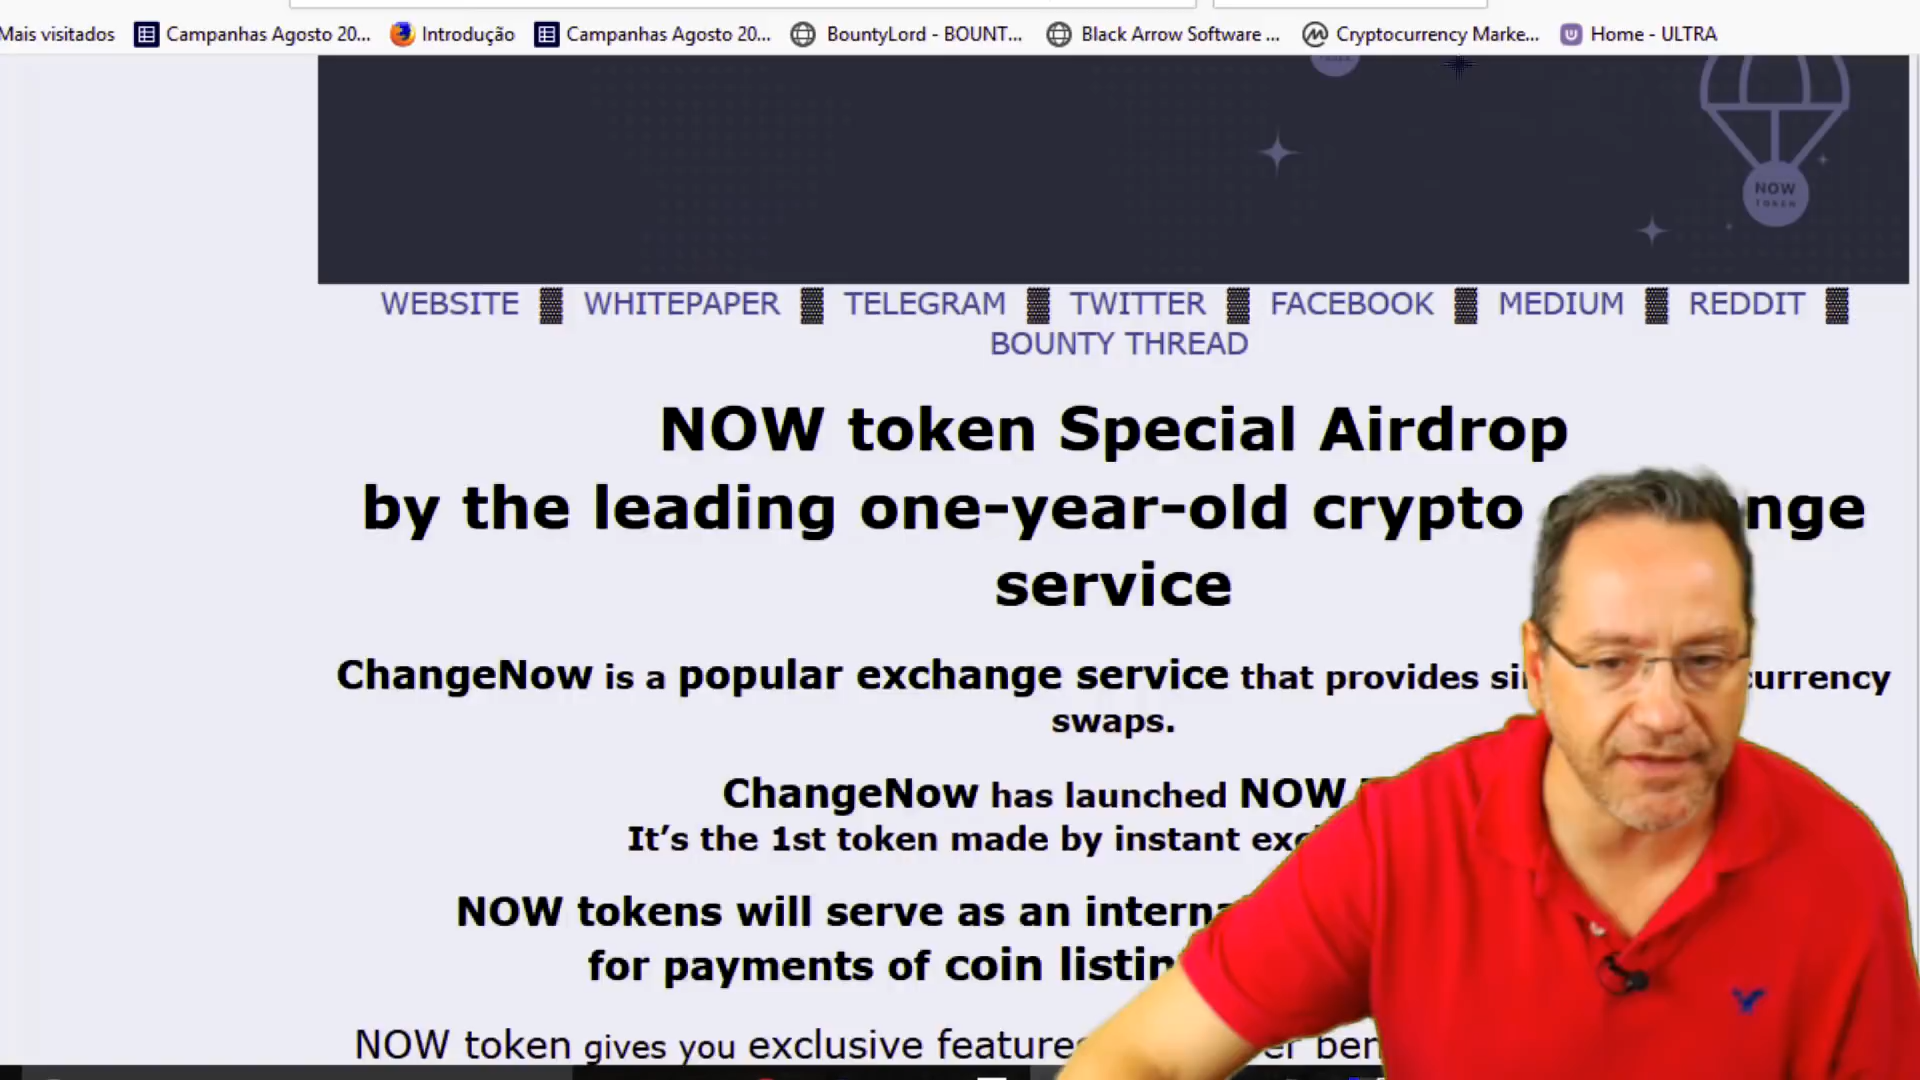 Mais visitados Campanhas Agosto 20... Introdução Campanhas Agosto 20... BountyLord - BOUNT... Black Arrow Software ... Cryptocurrency Marke... Home - ULTRA
NOW
TOKEN
WEBSITE ▓ WHITEPAPER ▓ TELEGRAM ▓ TWITTER ▓ FACEBOOK ▓ MEDIUM ▓ REDDIT ▓
BOUNTY THREAD
NOW token Special Airdrop
by the leading one-year-old crypto nge
service
ChangeNow is a popular exchange service that provides currency
swaps.
ChangeNow has launched NOW
It’s the 1st token made by instant
NOW tokens will serve as an
for payments of coin
NOW token gives you exclusive